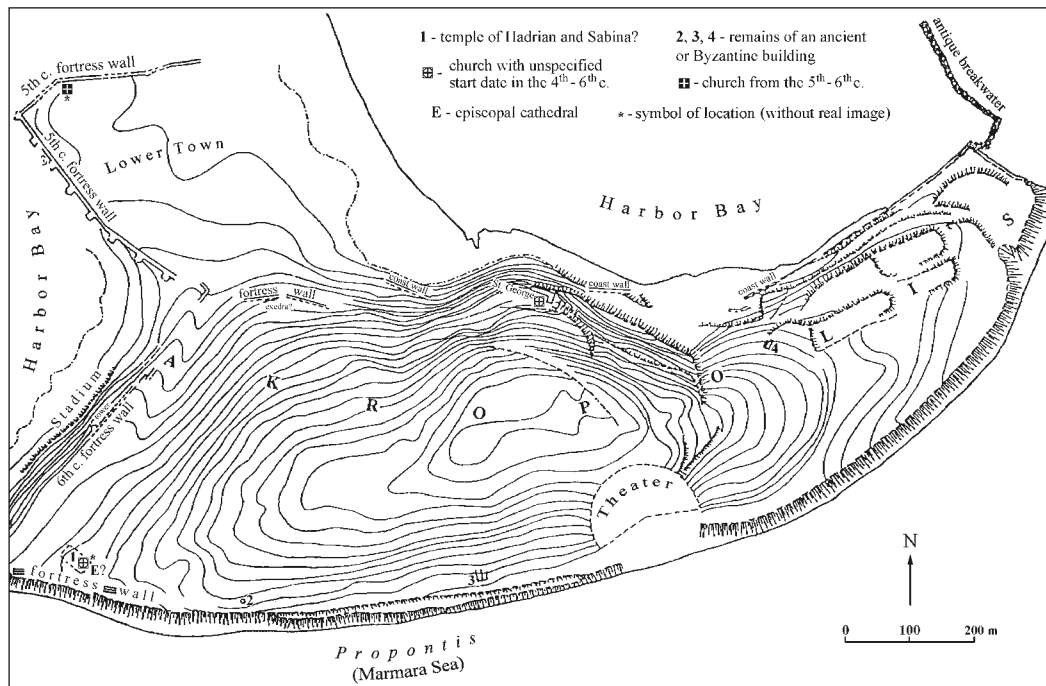 1 - temple of Hadrian and Sabina?
⊞ - church with unspecified
start date in the 4th - 6th c.
E - episcopal cathedral
2, 3, 4 - remains of an ancient
or Byzantine building
- church from the 5th - 6th c.
* - symbol of location (without real image)
antique breakwater
5th c. fortress wall
*
5th c. fortress wall
Lower Town
Harbor Bay
Harbor Bay
coast wall
coast wall
coast wall
St. George
fortress wall
exedra?
AKROPOLIS
4
Stadium
6th c. fortress wall
Theater
1 *
E?
fortress wall
2
3
Propontis
(Marmara Sea)
N
0 100 200 m